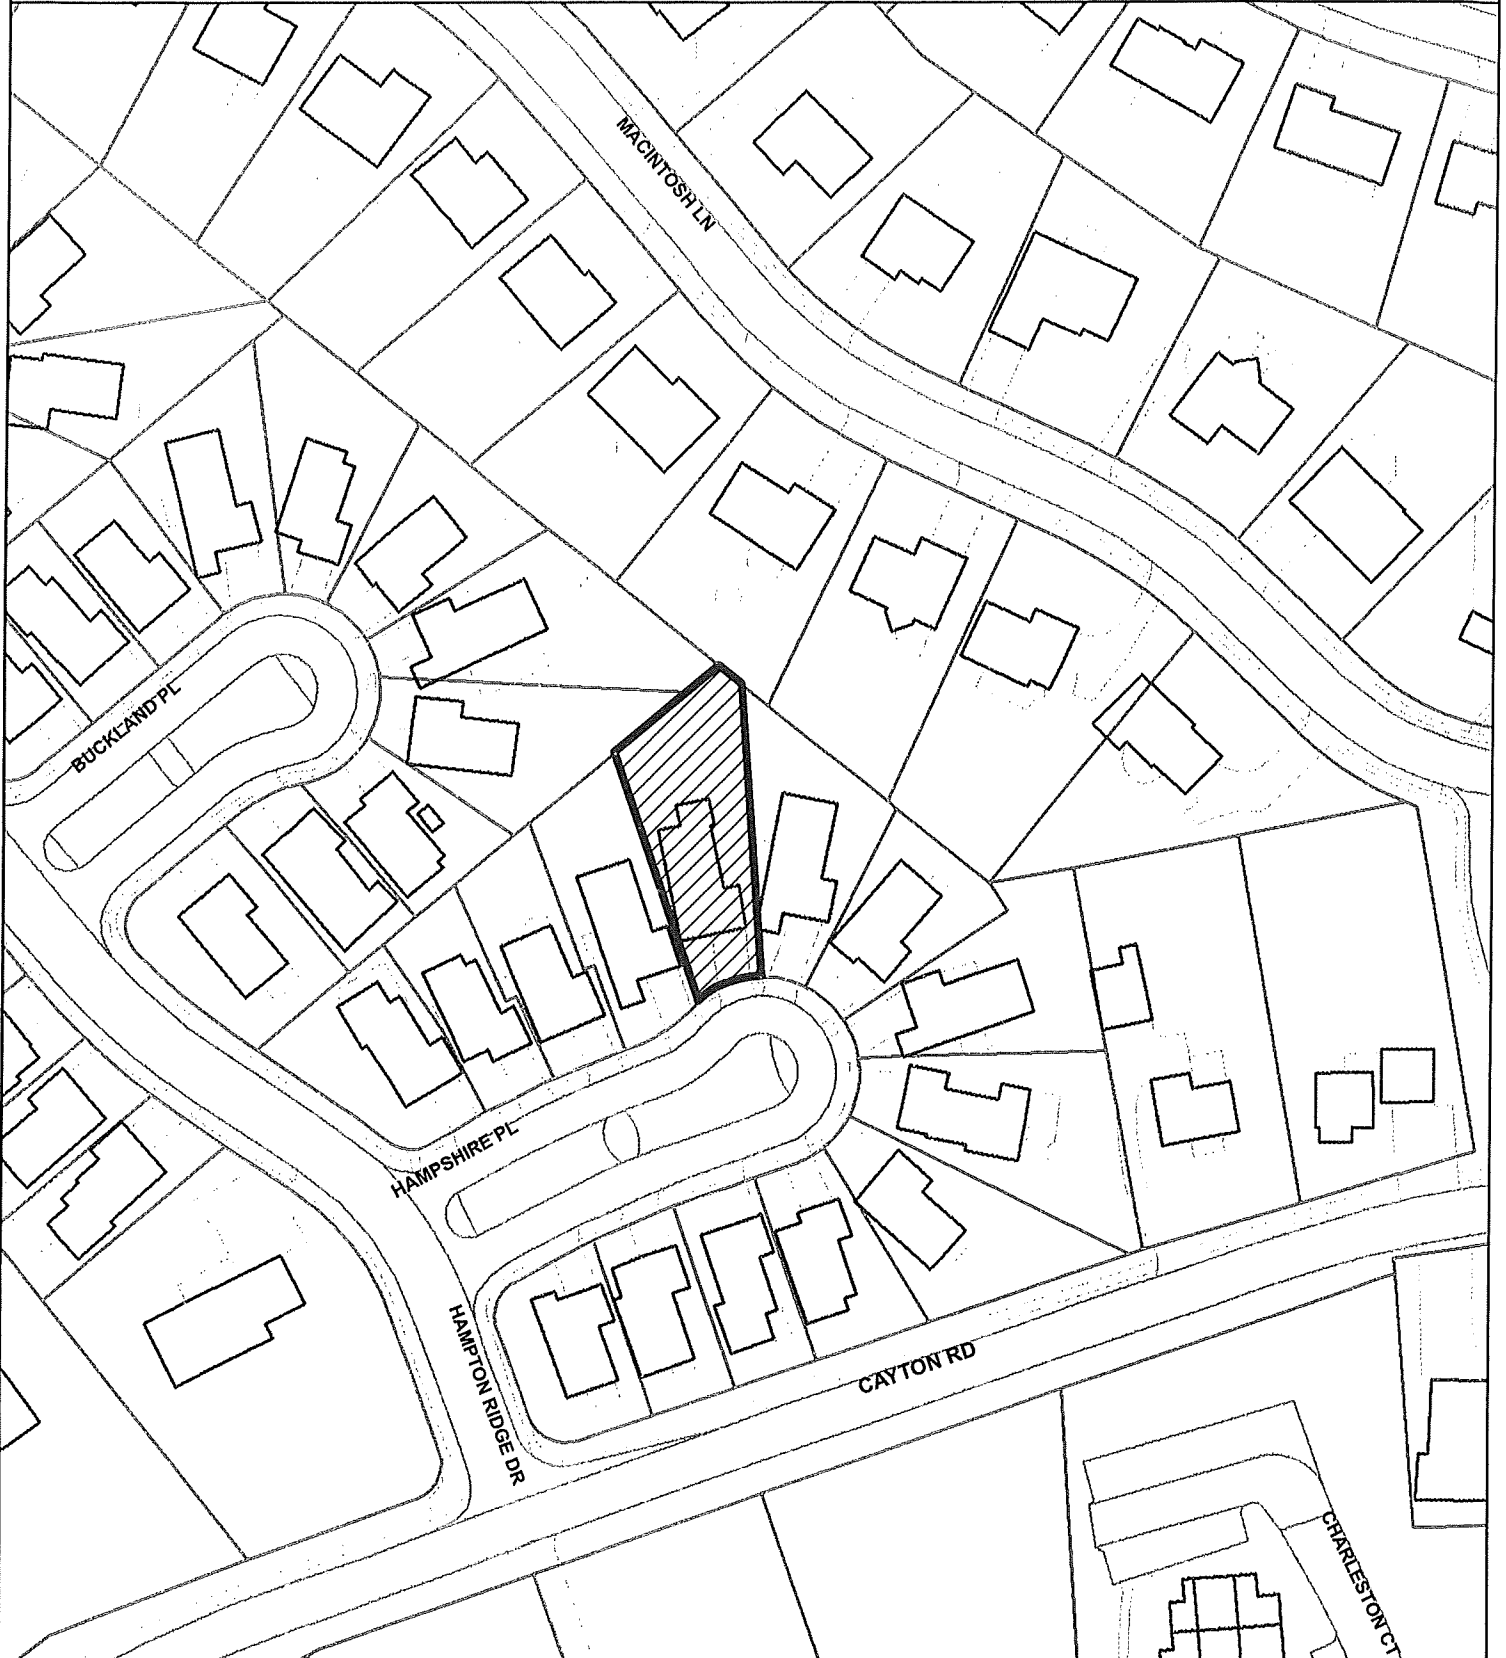 MACINTOSH LN
BUCKLAND PL
HAMPSHIRE PL
HAMPTON RIDGE DR
CAYTON RD
CHARLESTON CT